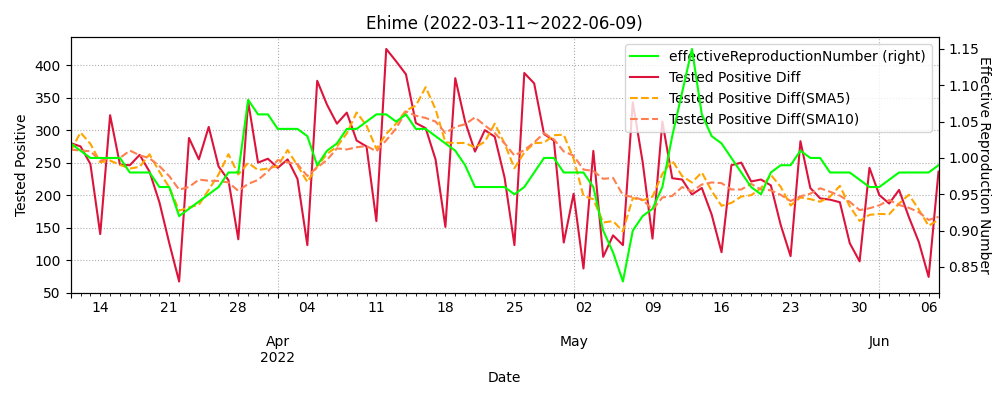 Ehime (2022-03-11~2022-06-09)
effectiveReproductionNumber (right)
Tested Positive Diff
Tested Positive Diff(SMA5)
Tested Positive Diff(SMA10)
Tested Positive
400
350
300
250
200
150
100
50
1.15
1.10
1.05
1.00
0.95
0.90
0.85
Effective Reproduction Number
14 21 28 04 11 18 25 02 09 16 23 30 06
Apr May Jun
2022
Date